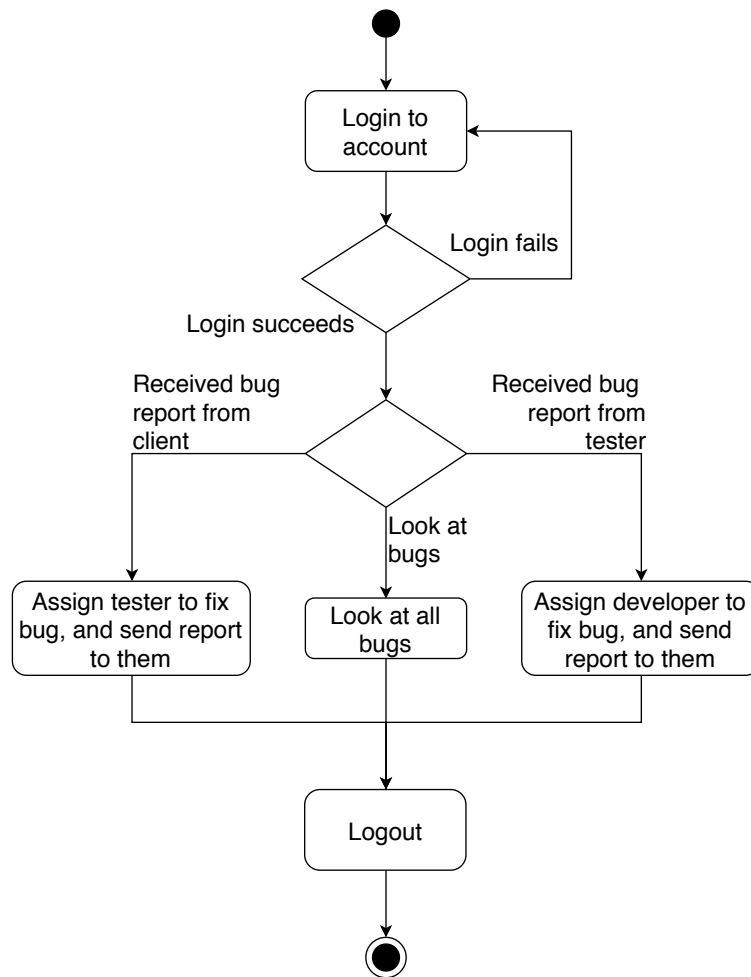 Login to
account
Login fails
Login succeeds
Received bug
report from
client
Received bug
report from
tester
Look at
bugs
Assign tester to fix
bug, and send report
to them
Look at all
bugs
Assign developer to
fix bug, and send
report to them
Logout